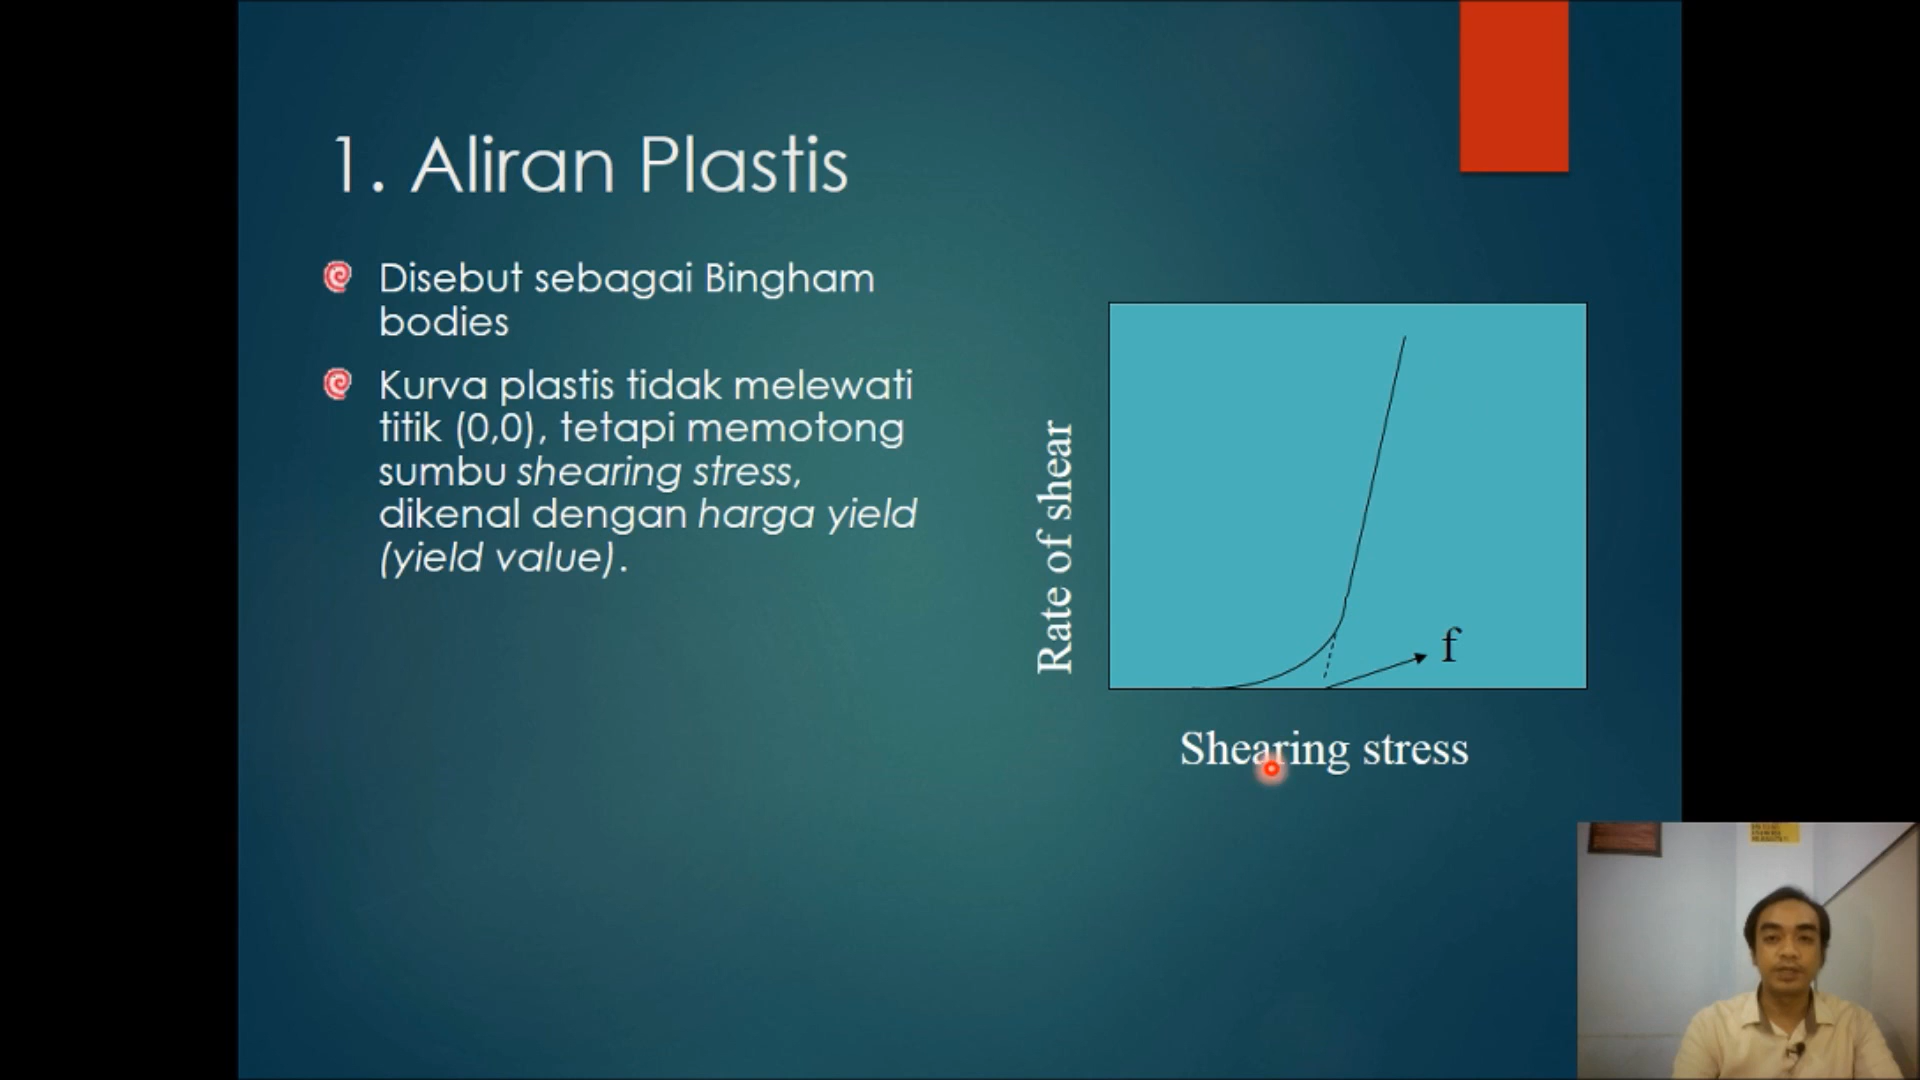 1. Aliran Plastis
Disebut sebagai Bingham
bodies
Kurva plastis tidak melewati
titik (0,0), tetapi memotong
sumbu shearing stress,
dikenal dengan harga yield
(yield value).
Rate of shear
f
Shearing stress